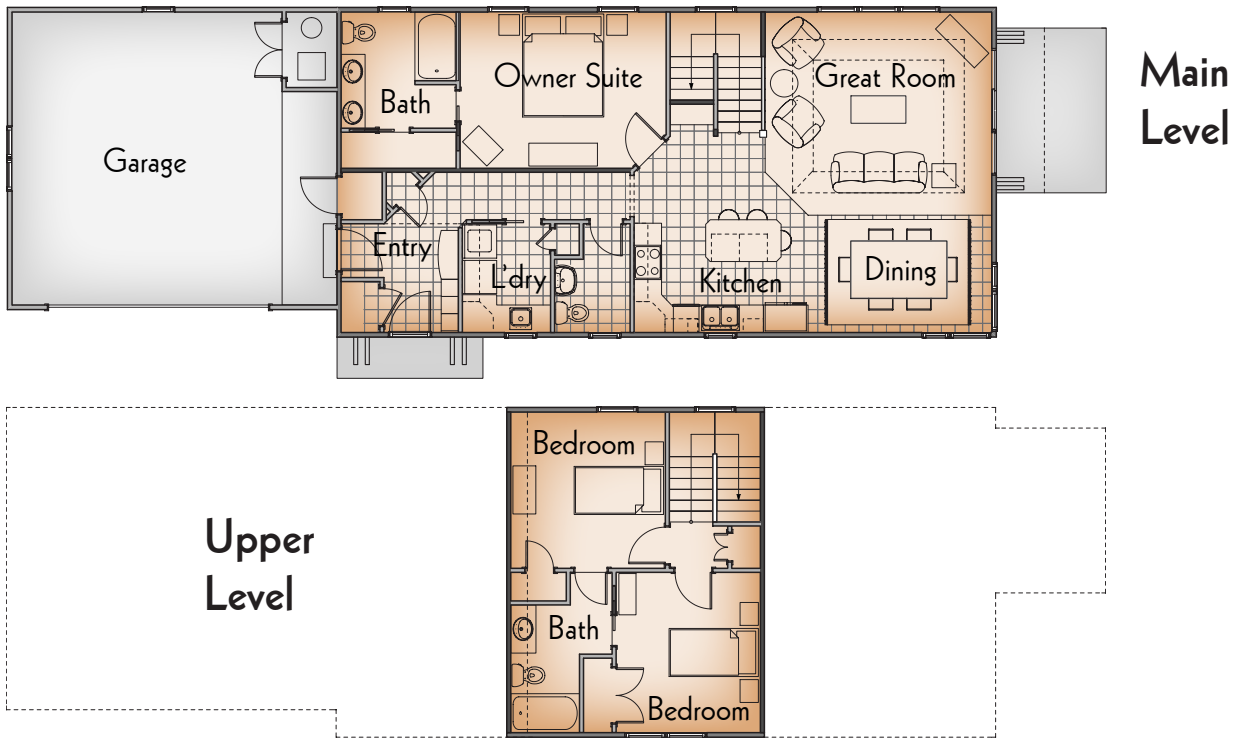 Main
Level
Owner Suite
Great Room
Bath
Garage
Entry
L'dry
Kitchen
Dining
Upper
Level
Bedroom
Bath
Bedroom